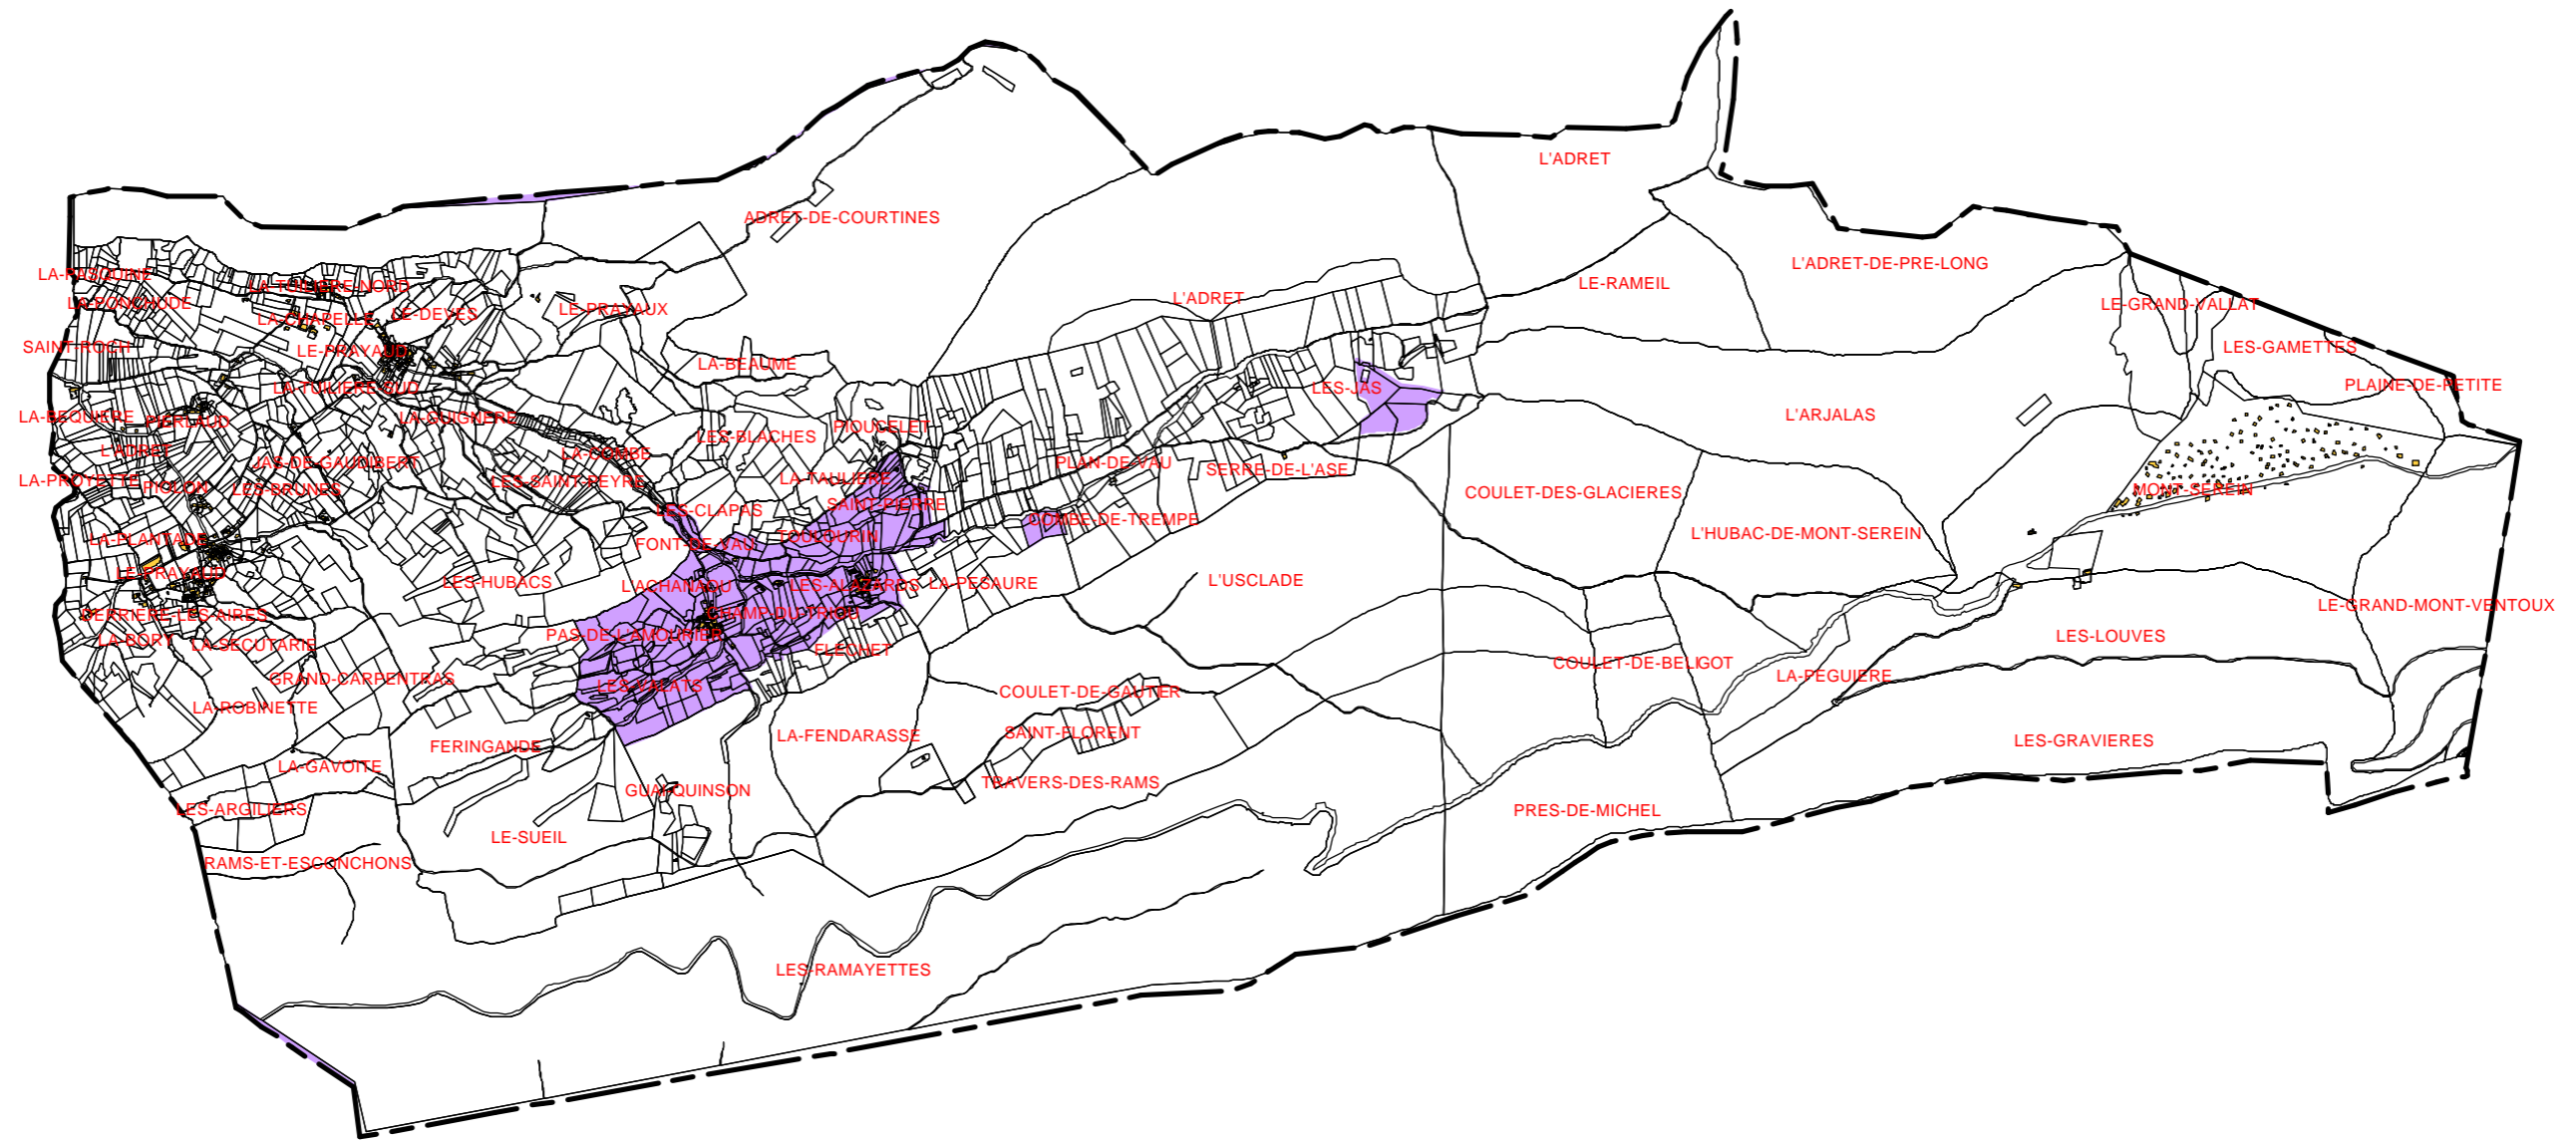 L'ADRET
ADRET-DE-COURTINES
L'ADRET-DE-PRE-LONG
LA-PASQUINE
LA-TUILIERE-NORD
LE-RAMEIL
L'ADRET
LA-PONCHUDE
LE-GRAND-VALLAT
LE-PRAYAUX
LE-DEVES
LA-CHAPELLE
SAINT-ROCH
LES-GAMETTES
LE-PRAYAUD
LA-BEAUME
PLAINE-DE-PETITE
LA-TUILIERE-SUD
LES-JAS
L'ARJALAS
LA-BEQUIERE
LA-GUIGNERE
PIERLAUD
PIOUCELET
LES-BLACHES
L'ADRET
LA-COMBE
JAS-DE-GAUDIBERT
PLAN-DE-VAU
SERRE-DE-L'ASE
LA-PROYETTE
LA-TAULIERE
LES-SAINT-PEYRE
PIOLON
LES-BRUNES
MONT-SEREIN
COULET-DES-GLACIERES
SAINT-PIERRE
LES-CLAPAS
COMBE-DE-TREMPE
L'HUBAC-DE-MONT-SEREIN
TOULOURIN
LA-PLANTADE
FONT-DE-VAU
LE-PRAYAUD
L'USCLADE
LES-HUBACS
L'ACHANAOU
LES-ALAZARDS
LA-PESAURE
LE-GRAND-MONT-VENTOUX
CHAMP-DU-TRIOU
DERRIERE-LES-AIRES
PAS-DE-L'AMOURIER
LES-LOUVES
LA-BORY
LA-SECUTARIE
FLECHET
COULET-DE-BELIGOT
LA-PEGUIERE
GRAND-CARPENTRAS
LES-VALATS
COULET-DE-GAUTIER
LA-ROBINETTE
SAINT-FLORENT
LA-FENDARASSE
LES-GRAVIERES
FERINGANDE
LA-GAVOITE
TRAVERS-DES-RAMS
GUAI-QUINSON
LES-ARGILIERS
PRES-DE-MICHEL
LE-SUEIL
RAMS-ET-ESCONCHONS
LES-RAMAYETTES